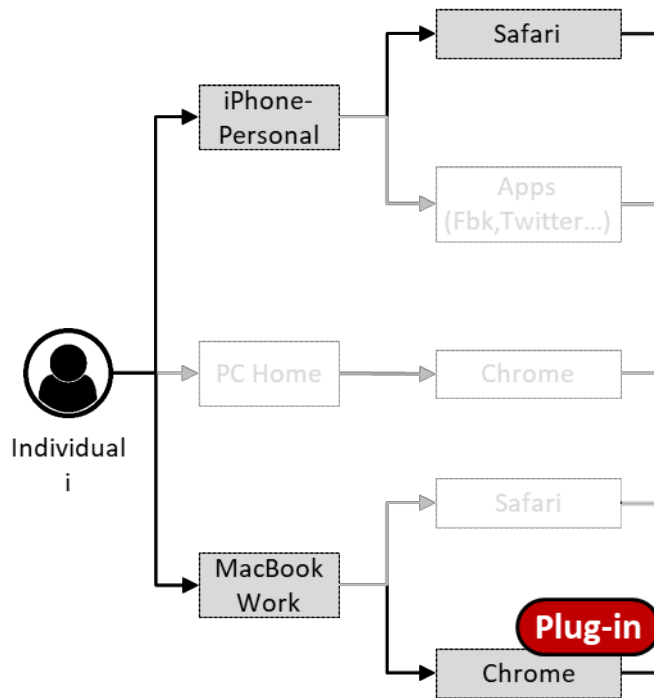 Safari
iPhone-
Personal
Apps
(Fbk,Twitter...)
PC Home
Chrome
Individual
i
Safari
MacBook
Work
Plug-in
Chrome